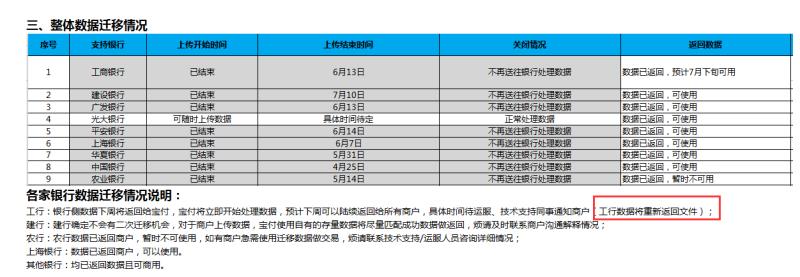 三、整体数据迁移情况
序号 支持银行 上传开始时间 上传结束时间 关闭情况 返回数据
1 工商银行 已结束 6月13日 不再送往银行处理数据 数据已返回，预计7月下旬可用
2 建设银行 已结束 7月10日 不再送往银行处理数据 数据已返回，可使用
3 广发银行 已结束 6月13日 不再送往银行处理数据 数据已返回，可使用
4 光大银行 可随时上传数据 具体时间待定 正常处理数据 数据已返回，可使用
5 平安银行 已结束 6月14日 不再送往银行处理数据 数据已返回，可使用
6 上海银行 已结束 6月7日 不再送往银行处理数据 数据已返回，可使用
7 华夏银行 已结束 5月31日 不再送往银行处理数据 数据已返回，可使用
8 中国银行 已结束 4月25日 不再送往银行处理数据 数据已返回，可使用
9 农业银行 已结束 5月14日 不再送往银行处理数据 数据已返回，暂时不可用
各家银行数据迁移情况说明：
工行：银行侧数据下周将返回给宝付，宝付将立即开始处理数据，预计下周可以陆续返回给所有商户，具体时间待运服、技术支持同事通知商户（工行数据将重新返回文件）；
建行：建行确定不会有二次迁移机会，对于商户上传数据，宝付使用自有的存量数据将尽量匹配成功数据做返回，烦请及时联系商户沟通解释情况；
农行：农行数据已返回商户，暂时不可使用，如有商户急需使用迁移数据做交易，烦请联系技术支持/运服人员咨询详细情况；
上海银行：数据已返回商户，可以使用。
其他银行：均已返回数据且可商用。